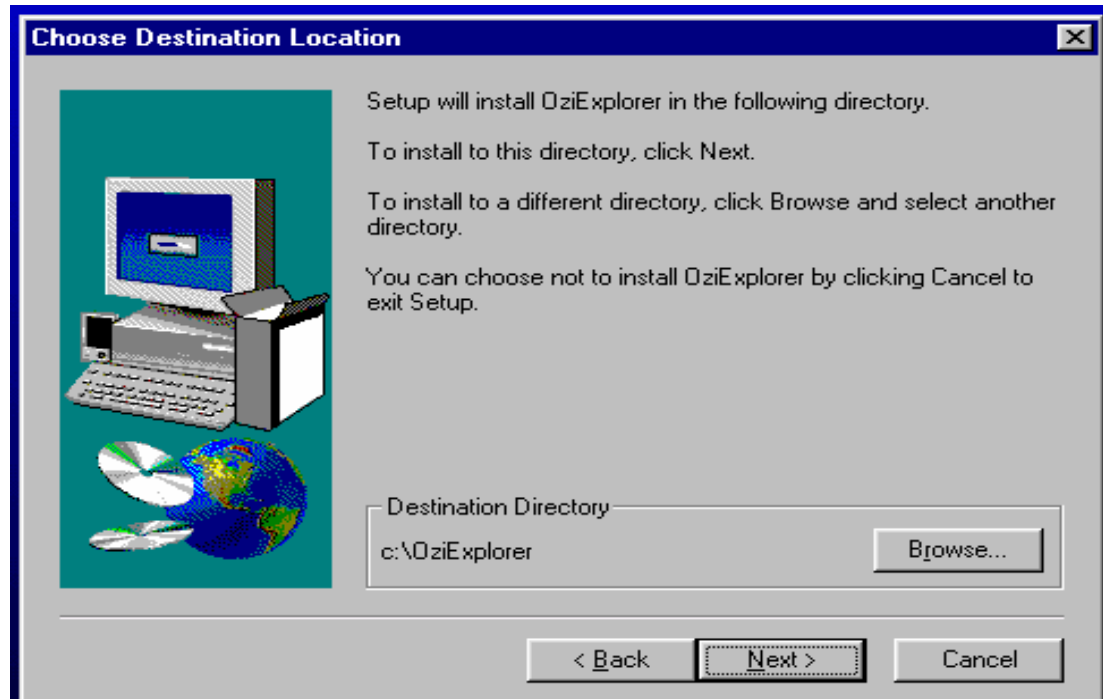 Choose Destination Location
Setup will install OziExplorer in the following directory.
To install to this directory, click Next.
To install to a different directory, click Browse and select another
directory.
You can choose not to install OziExplorer by clicking Cancel to
exit Setup.
Destination Directory
c:\OziExplorer
Browse...
< Back
Next >
Cancel